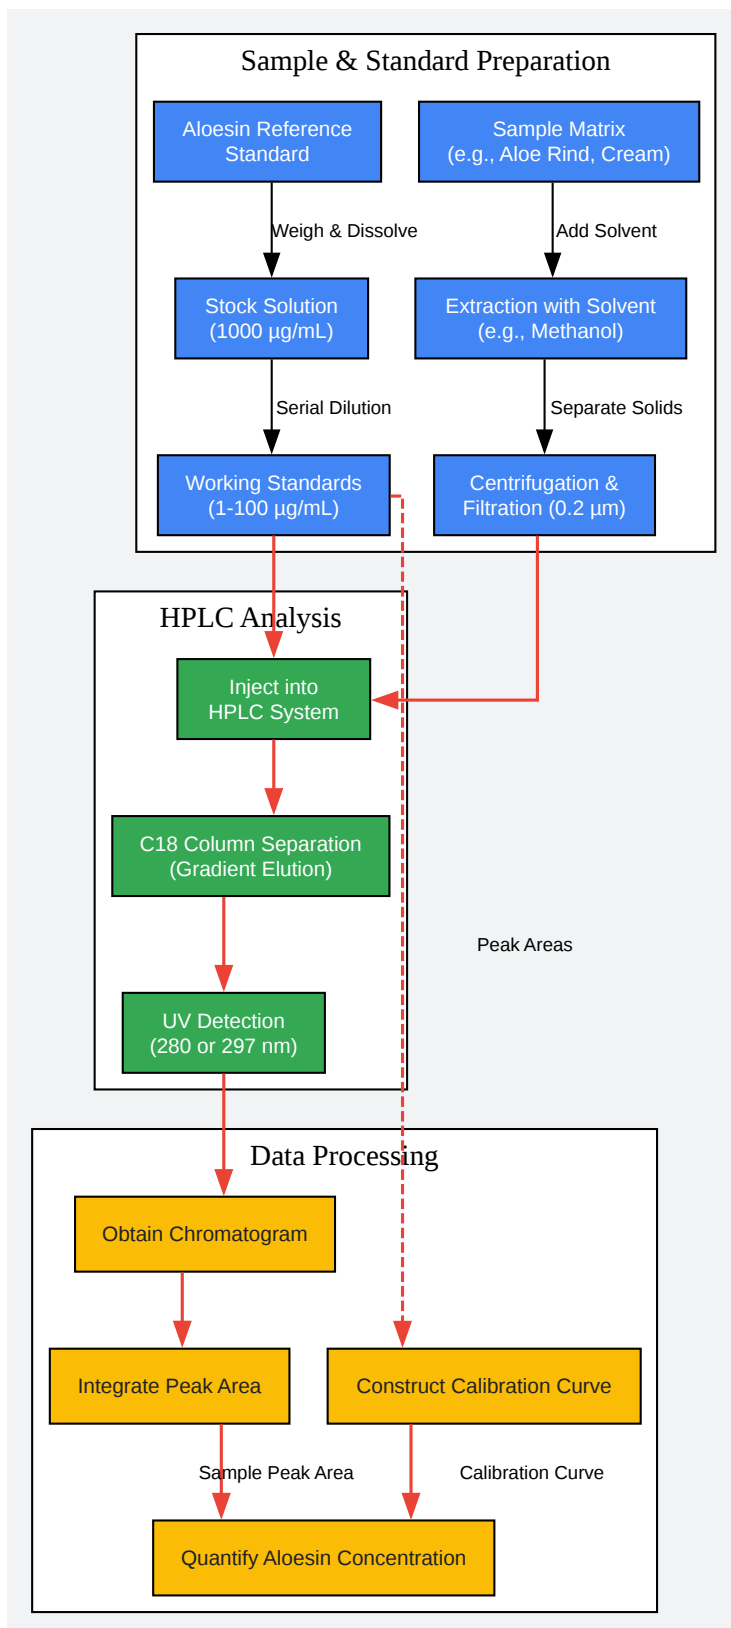 Sample & Standard Preparation
Aloesin Reference
Standard
Sample Matrix
(e.g., Aloe Rind, Cream)
Weigh & Dissolve
Add Solvent
Stock Solution
(1000 µg/mL)
Extraction with Solvent
(e.g., Methanol)
Serial Dilution
Separate Solids
Working Standards
(1-100 µg/mL)
Centrifugation &
Filtration (0.2 µm)
HPLC Analysis
Inject into
HPLC System
C18 Column Separation
(Gradient Elution)
Peak Areas
UV Detection
(280 or 297 nm)
Data Processing
Obtain Chromatogram
Integrate Peak Area
Construct Calibration Curve
Sample Peak Area
Calibration Curve
Quantify Aloesin Concentration